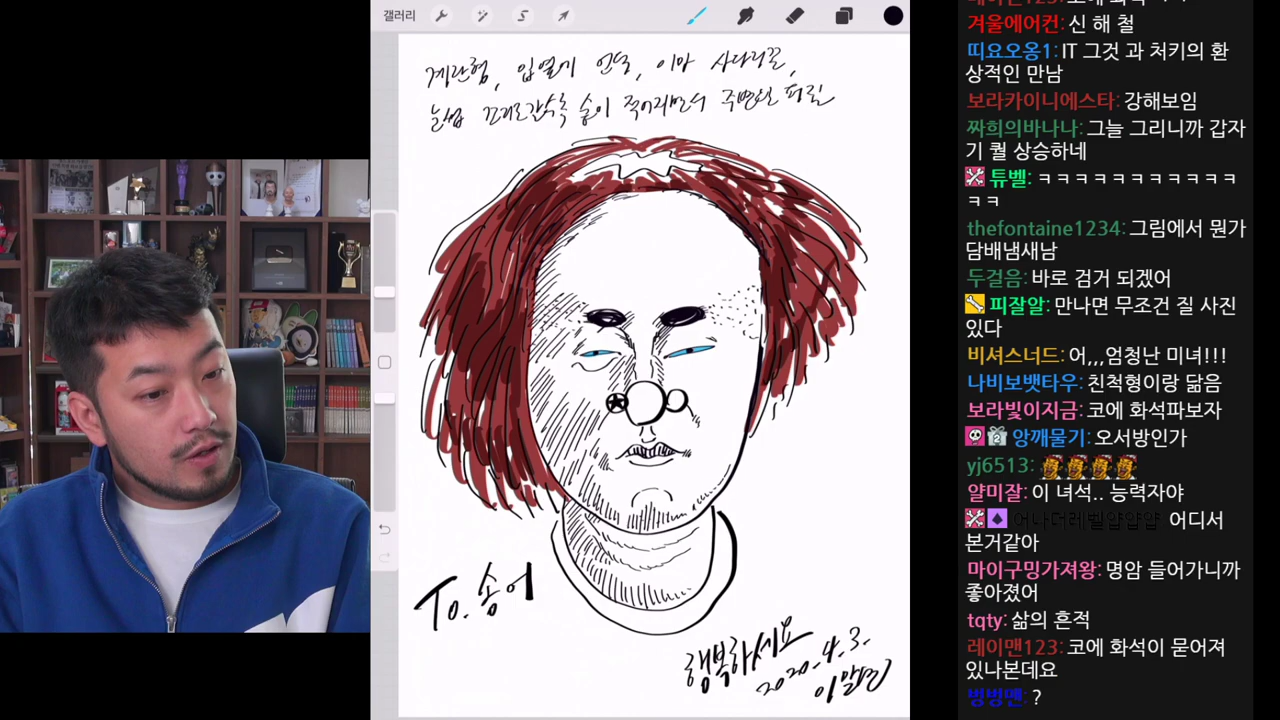 갤러리
계란형, 입열게 언덕, 이마 사다리꼴,
눈썹 끄리로갈수록 숱이 적어지면서
To. 송어
행복하세요
2020. 4. 3.
이말년
겨울에어컨: 신 해 철
띠요오옹1: IT 그것 과 처키의 환
상적인 만남
보라카이니에스타: 강해보임
짜희의바나나: 그늘 그리니까 갑자
기 퀄 상승하네
튜벨: ㅋㅋㅋㅋㅋㅋㅋㅋㅋㅋㅋ
ㅋㅋ
thefontaine1234: 그림에서 뭔가
담배냄새남
두걸음: 바로 검거 되겠어
피잘알: 만나면 무조건 질 사진
있다
비셔스너드: 어,,,엄청난 미녀!!!
나비보뱃타우: 친척형이랑 닮음
보라빛이지금: 코에 화석파보자
앙깨물기: 오서방인가
yj6513:
얄미잘: 이 녀석.. 능력자야
어디서
본거같아
마이구밍가져왕: 명암 들어가니까
좋아졌어
tqty: 삶의 흔적
레이맨123: 코에 화석이 묻어져
있나본데요
벙벙맨: ?